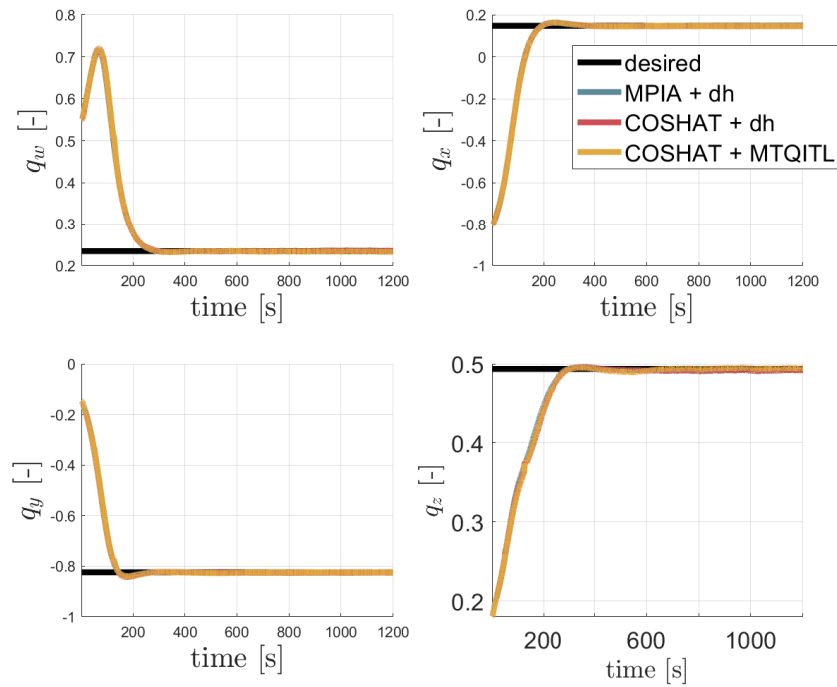 0.8
0.7
0.6
0.5
0.4
0.3
0.2
q_w [-]
200 400 600 800 1000 1200
time [s]
0.2
0
-0.2
-0.4
-0.6
-0.8
-1
q_x [-]
desired
MPIA + dh
COSHAT + dh
COSHAT + MTQITL
0 200 400 600 800 1000 1200
time [s]
0
-0.2
-0.4
-0.6
-0.8
-1
q_y [-]
200 400 600 800 1000 1200
time [s]
0.5
0.4
0.3
0.2
q_z [-]
200 600 1000
time [s]